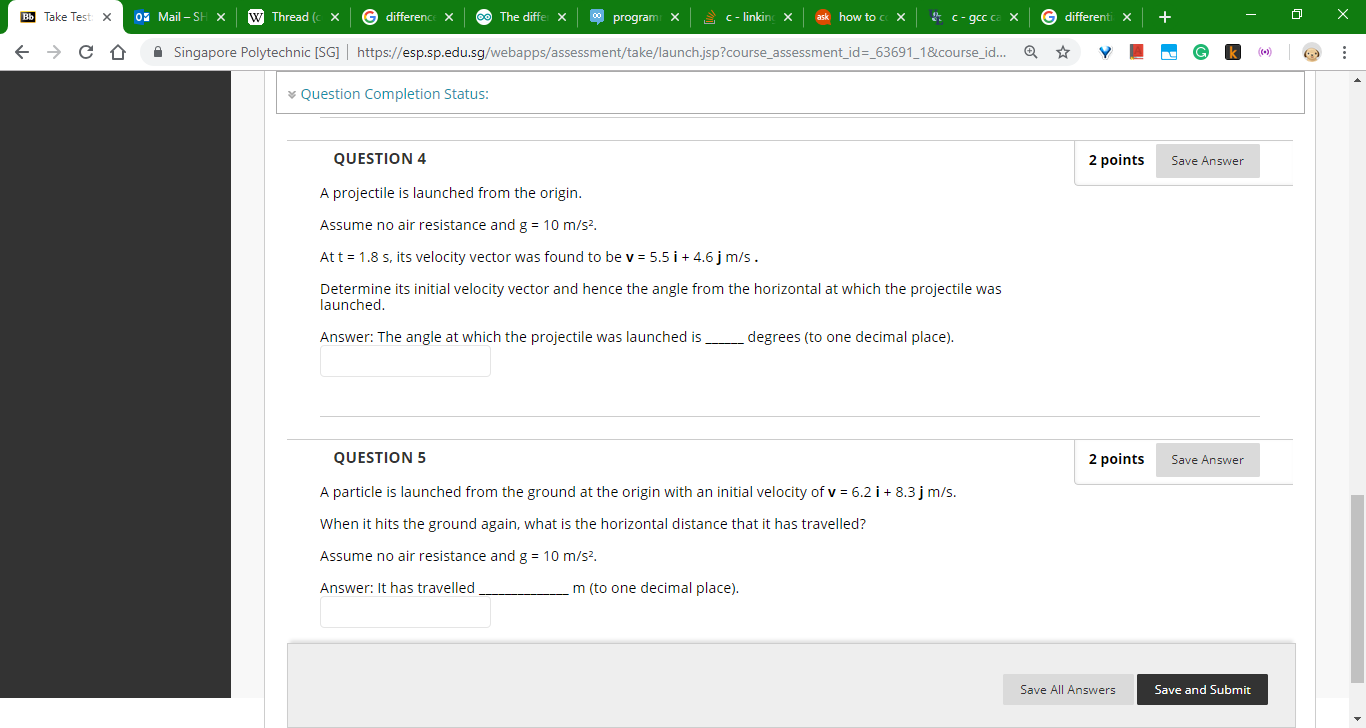 Bb Take Test
Mail – SH
W Thread (c
G difference
The diffe
program
c - linking
ask how to c
c - gcc ca
G differenti
Singapore Polytechnic [SG] | https://esp.sp.edu.sg/webapps/assessment/take/launch.jsp?course_assessment_id=_63691_1&course_id...
Question Completion Status:
QUESTION 4
2 points Save Answer
A projectile is launched from the origin.
Assume no air resistance and g = 10 m/s².
At t = 1.8 s, its velocity vector was found to be v = 5.5 i + 4.6 j m/s .
Determine its initial velocity vector and hence the angle from the horizontal at which the projectile was
launched.
Answer: The angle at which the projectile was launched is ______ degrees (to one decimal place).
QUESTION 5
2 points Save Answer
A particle is launched from the ground at the origin with an initial velocity of v = 6.2 i + 8.3 j m/s.
When it hits the ground again, what is the horizontal distance that it has travelled?
Assume no air resistance and g = 10 m/s².
Answer: It has travelled ______________ m (to one decimal place).
Save All Answers Save and Submit